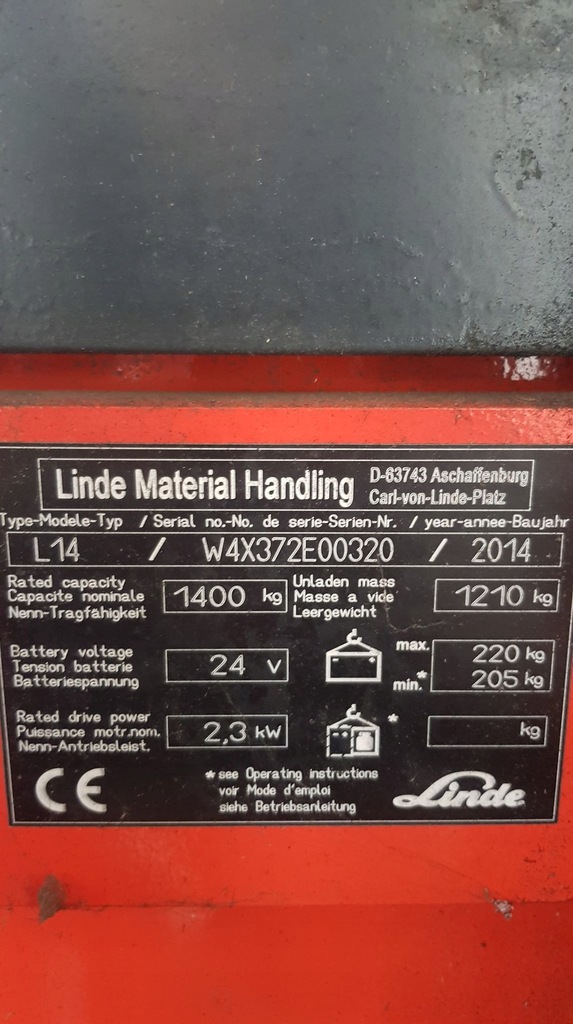 Linde Material Handling D-63743 Aschaffenburg
Carl-von-Linde-Platz
Type-Modele-Typ / Serial no.-No. de serie-Serien-Nr. / year-annee-Baujahr
L14 / W4X372E00320 / 2014
Rated capacity
Capacite nominale
Nenn-Tragfähigkeit
1400 kg
Unladen mass
Masse a vide
Leergewicht
1210 kg
Battery voltage
Tension batterie
Batteriespannung
24 V
max. 220 kg
min.* 205 kg
Rated drive power
Puissance motr.nom.
Nenn-Antriebsleist.
2,3 kW
* kg
CE
* see Operating instructions
voir Mode d'emploi
siehe Betriebsanleitung
Linde